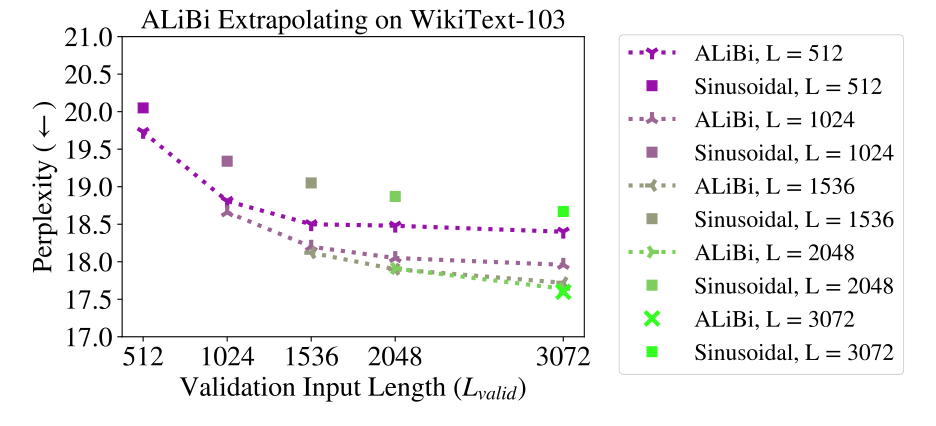 ALiBi Extrapolating on WikiText-103
21.0
20.5
20.0
19.5
19.0
18.5
18.0
17.5
17.0
Perplexity (←)
512 1024 1536 2048 3072
Validation Input Length (Lvalid)
ALiBi, L = 512
Sinusoidal, L = 512
ALiBi, L = 1024
Sinusoidal, L = 1024
ALiBi, L = 1536
Sinusoidal, L = 1536
ALiBi, L = 2048
Sinusoidal, L = 2048
ALiBi, L = 3072
Sinusoidal, L = 3072